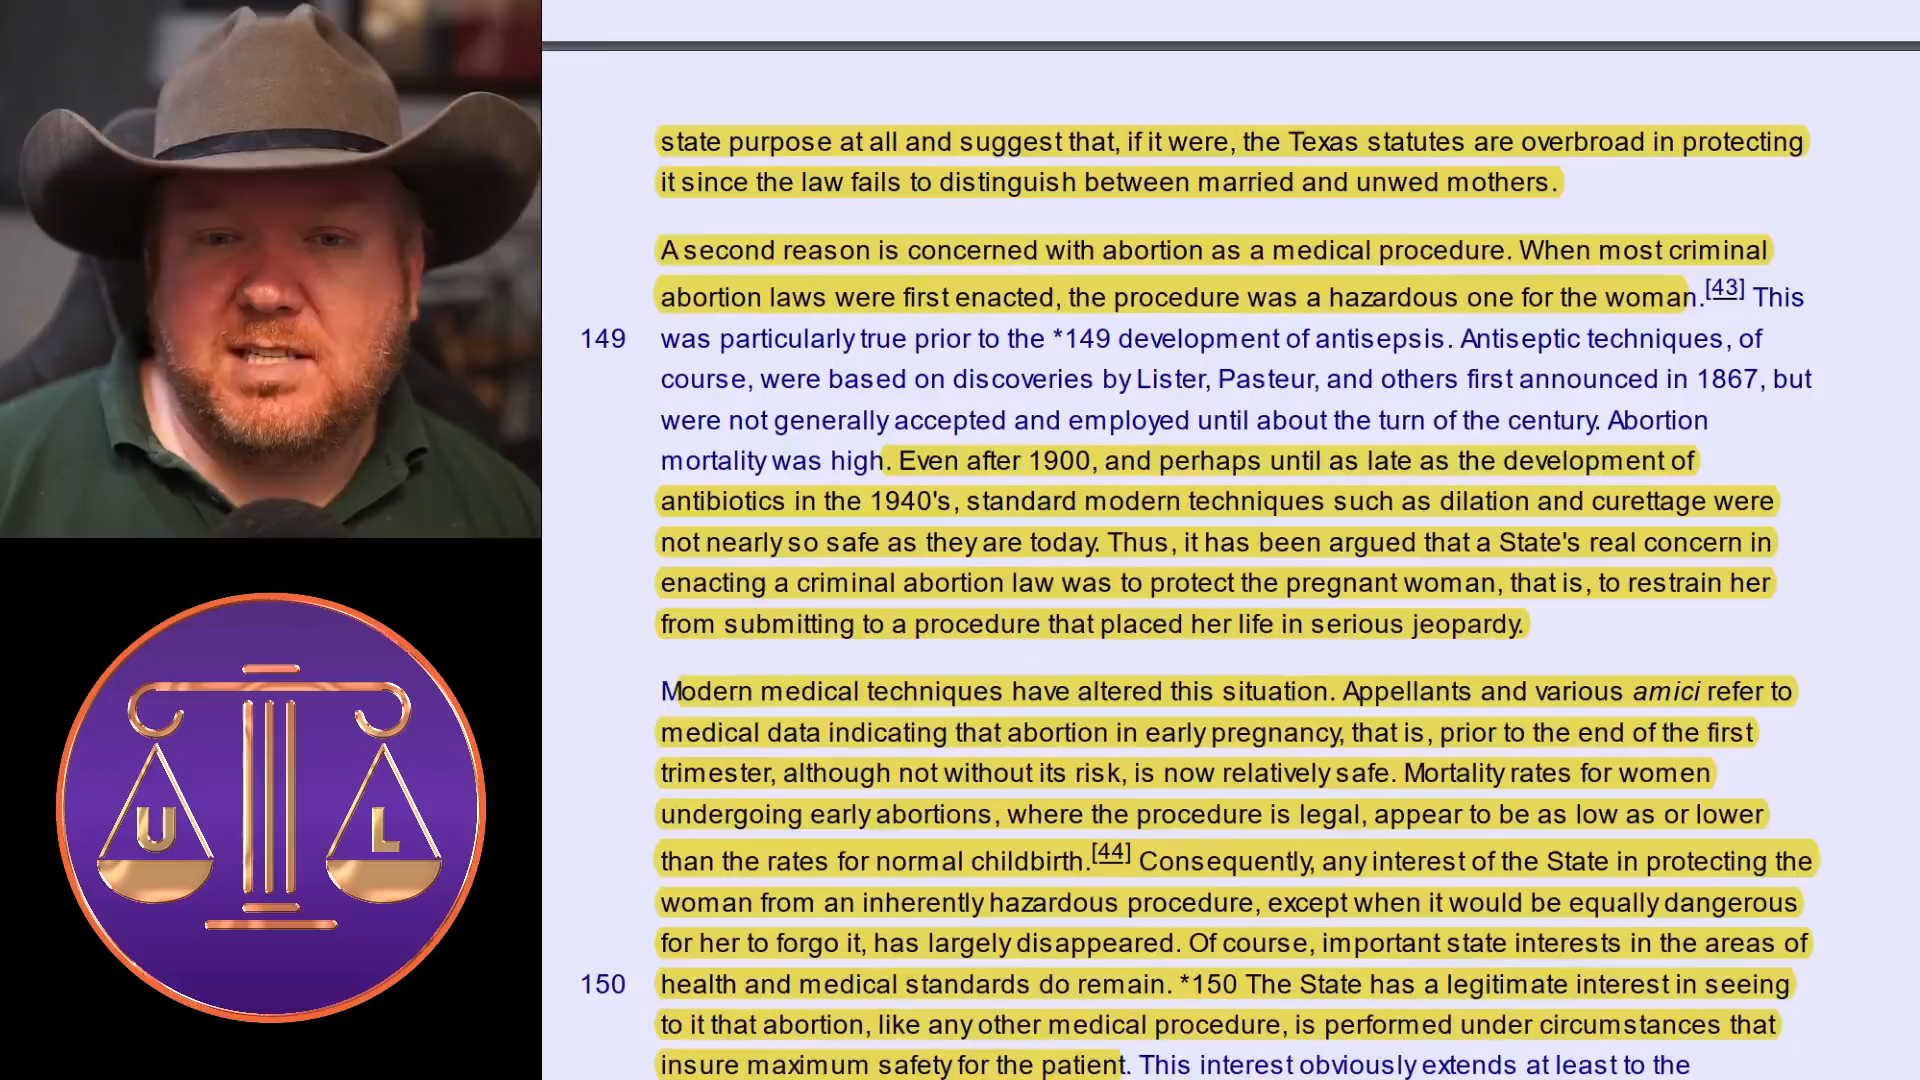 state purpose at all and suggest that, if it were, the Texas statutes are overbroad in protecting
it since the law fails to distinguish between married and unwed mothers.
A second reason is concerned with abortion as a medical procedure. When most criminal
abortion laws were first enacted, the procedure was a hazardous one for the woman.[43] This
149 was particularly true prior to the *149 development of antisepsis. Antiseptic techniques, of
course, were based on discoveries by Lister, Pasteur, and others first announced in 1867, but
were not generally accepted and employed until about the turn of the century. Abortion
mortality was high. Even after 1900, and perhaps until as late as the development of
antibiotics in the 1940's, standard modern techniques such as dilation and curettage were
not nearly so safe as they are today. Thus, it has been argued that a State's real concern in
enacting a criminal abortion law was to protect the pregnant woman, that is, to restrain her
from submitting to a procedure that placed her life in serious jeopardy.
Modern medical techniques have altered this situation. Appellants and various amici refer to
medical data indicating that abortion in early pregnancy, that is, prior to the end of the first
trimester, although not without its risk, is now relatively safe. Mortality rates for women
undergoing early abortions, where the procedure is legal, appear to be as low as or lower
than the rates for normal childbirth.[44] Consequently, any interest of the State in protecting the
woman from an inherently hazardous procedure, except when it would be equally dangerous
for her to forgo it, has largely disappeared. Of course, important state interests in the areas of
150 health and medical standards do remain. *150 The State has a legitimate interest in seeing
to it that abortion, like any other medical procedure, is performed under circumstances that
insure maximum safety for the patient. This interest obviously extends at least to the
U L